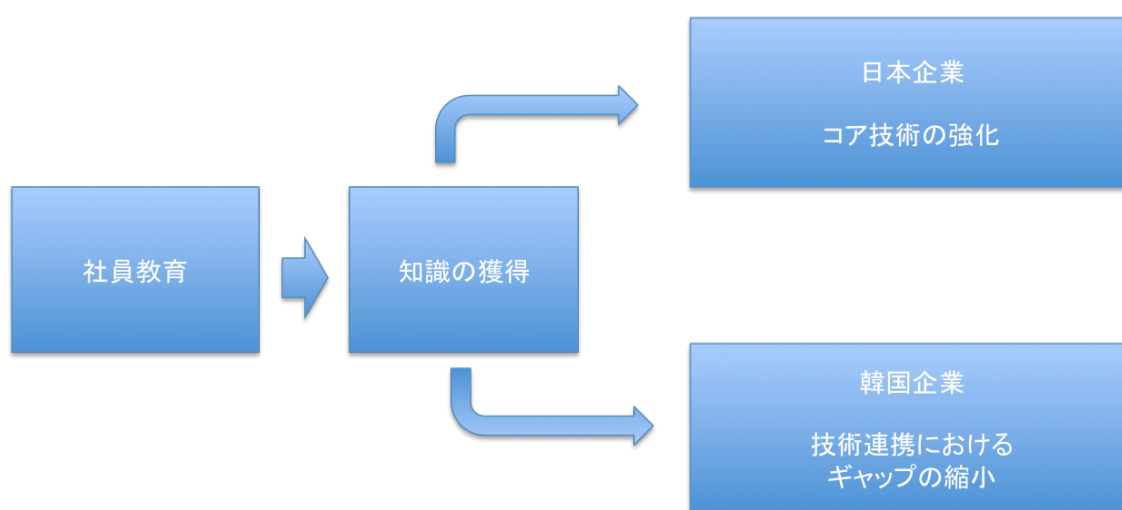 社員教育
知識の獲得
日本企業
コア技術の強化
韓国企業
技術連携における
ギャップの縮小